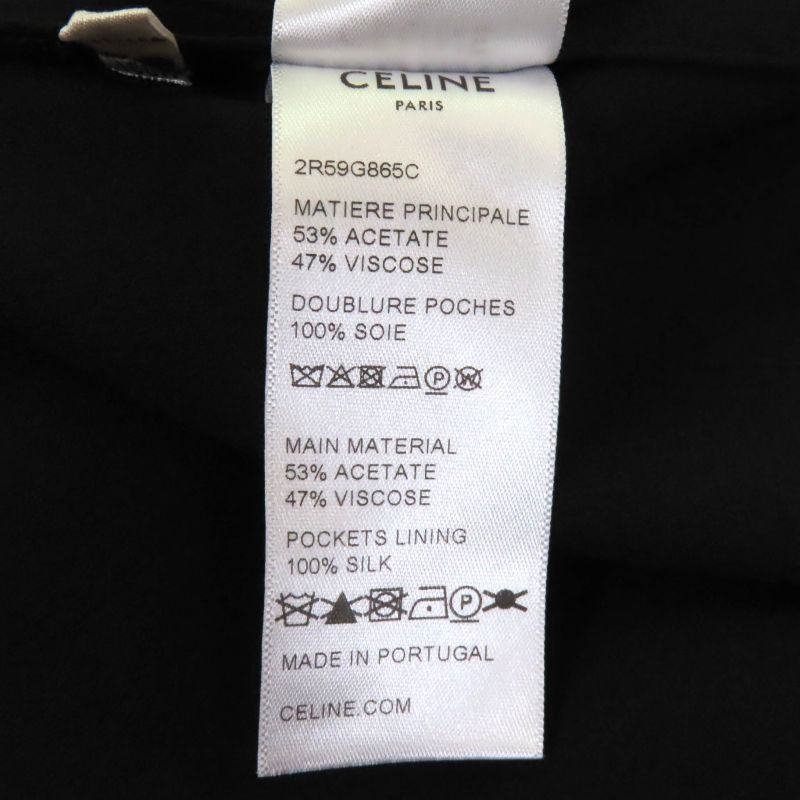 CELINE
PARIS
2R59G865C
MATIERE PRINCIPALE
53% ACETATE
47% VISCOSE
DOUBLURE POCHES
100% SOIE
P W
MAIN MATERIAL
53% ACETATE
47% VISCOSE
POCKETS LINING
100% SILK
P
MADE IN PORTUGAL
CELINE.COM